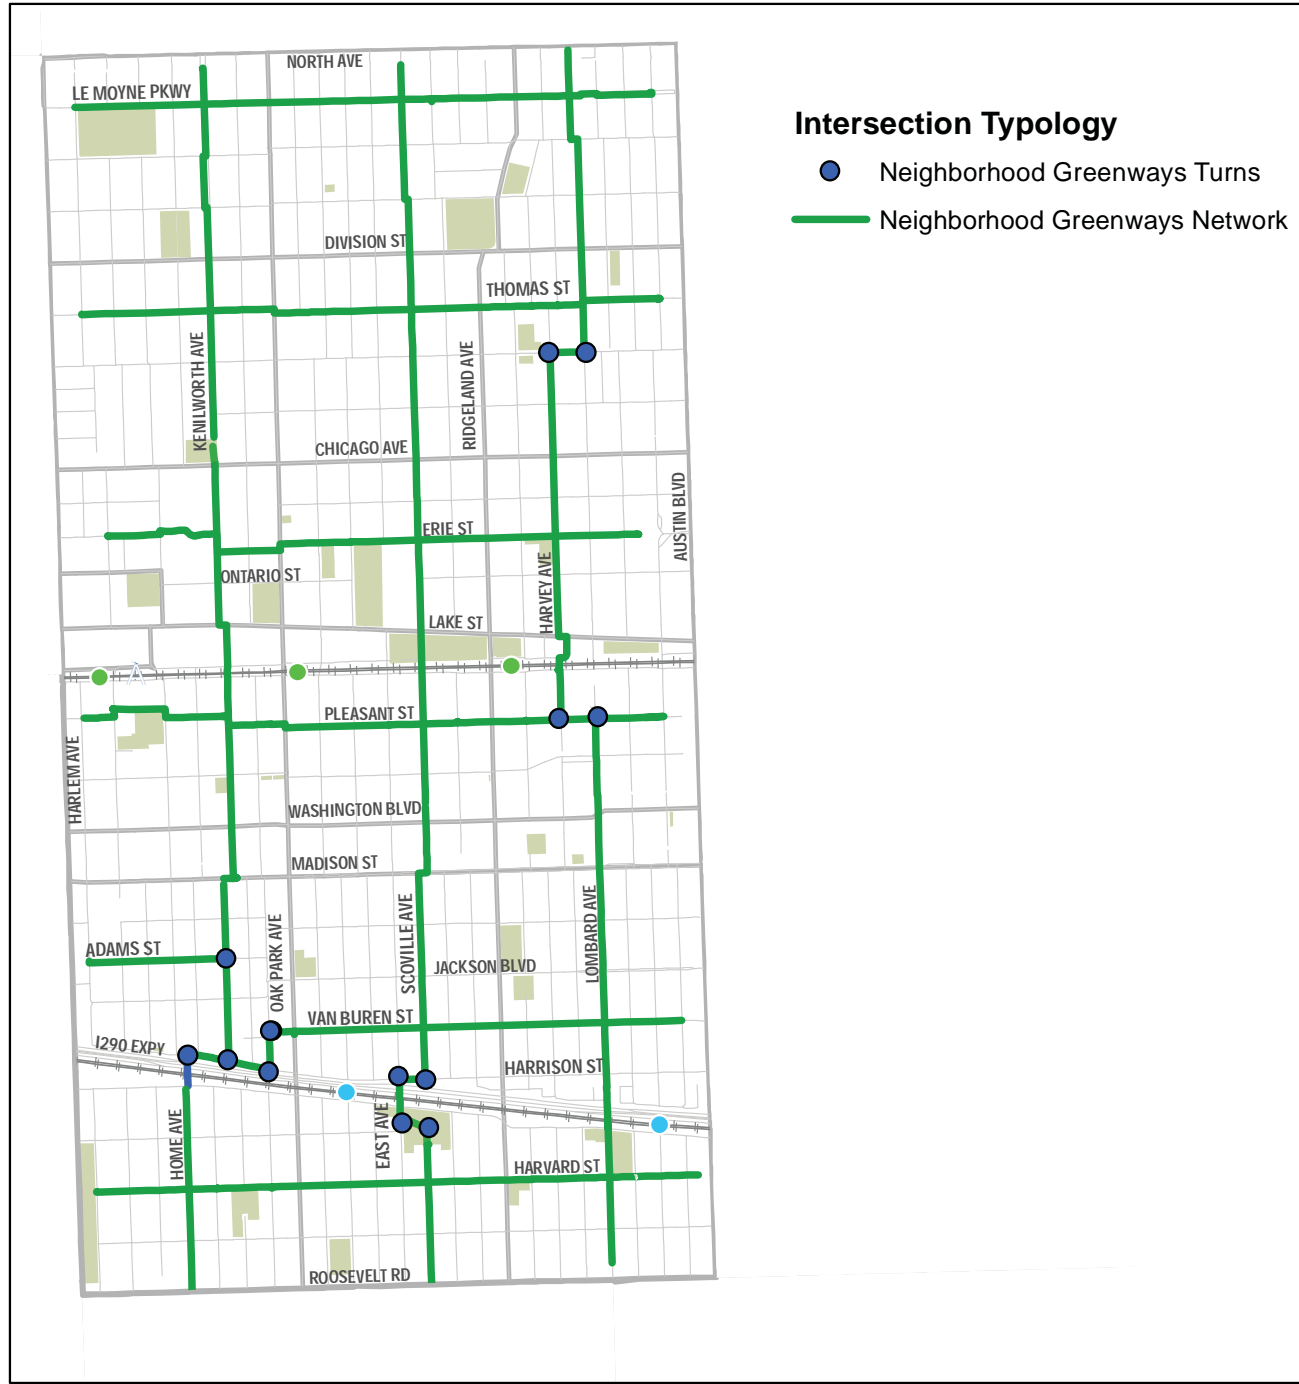 NORTH AVE
LE MOYNE PKWY
Intersection Typology
Neighborhood Greenways Turns
Neighborhood Greenways Network
DIVISION ST
THOMAS ST
KENILWORTH AVE
RIDGELAND AVE
CHICAGO AVE
AUSTIN BLVD
ERIE ST
ONTARIO ST
HARVEY AVE
LAKE ST
PLEASANT ST
HARLEM AVE
WASHINGTON BLVD
MADISON ST
LOMBARD AVE
SCOVILLE AVE
OAK PARK AVE
ADAMS ST
JACKSON BLVD
VAN BUREN ST
I290 EXPY
HARRISON ST
HOME AVE
EAST AVE
HARVARD ST
ROOSEVELT RD